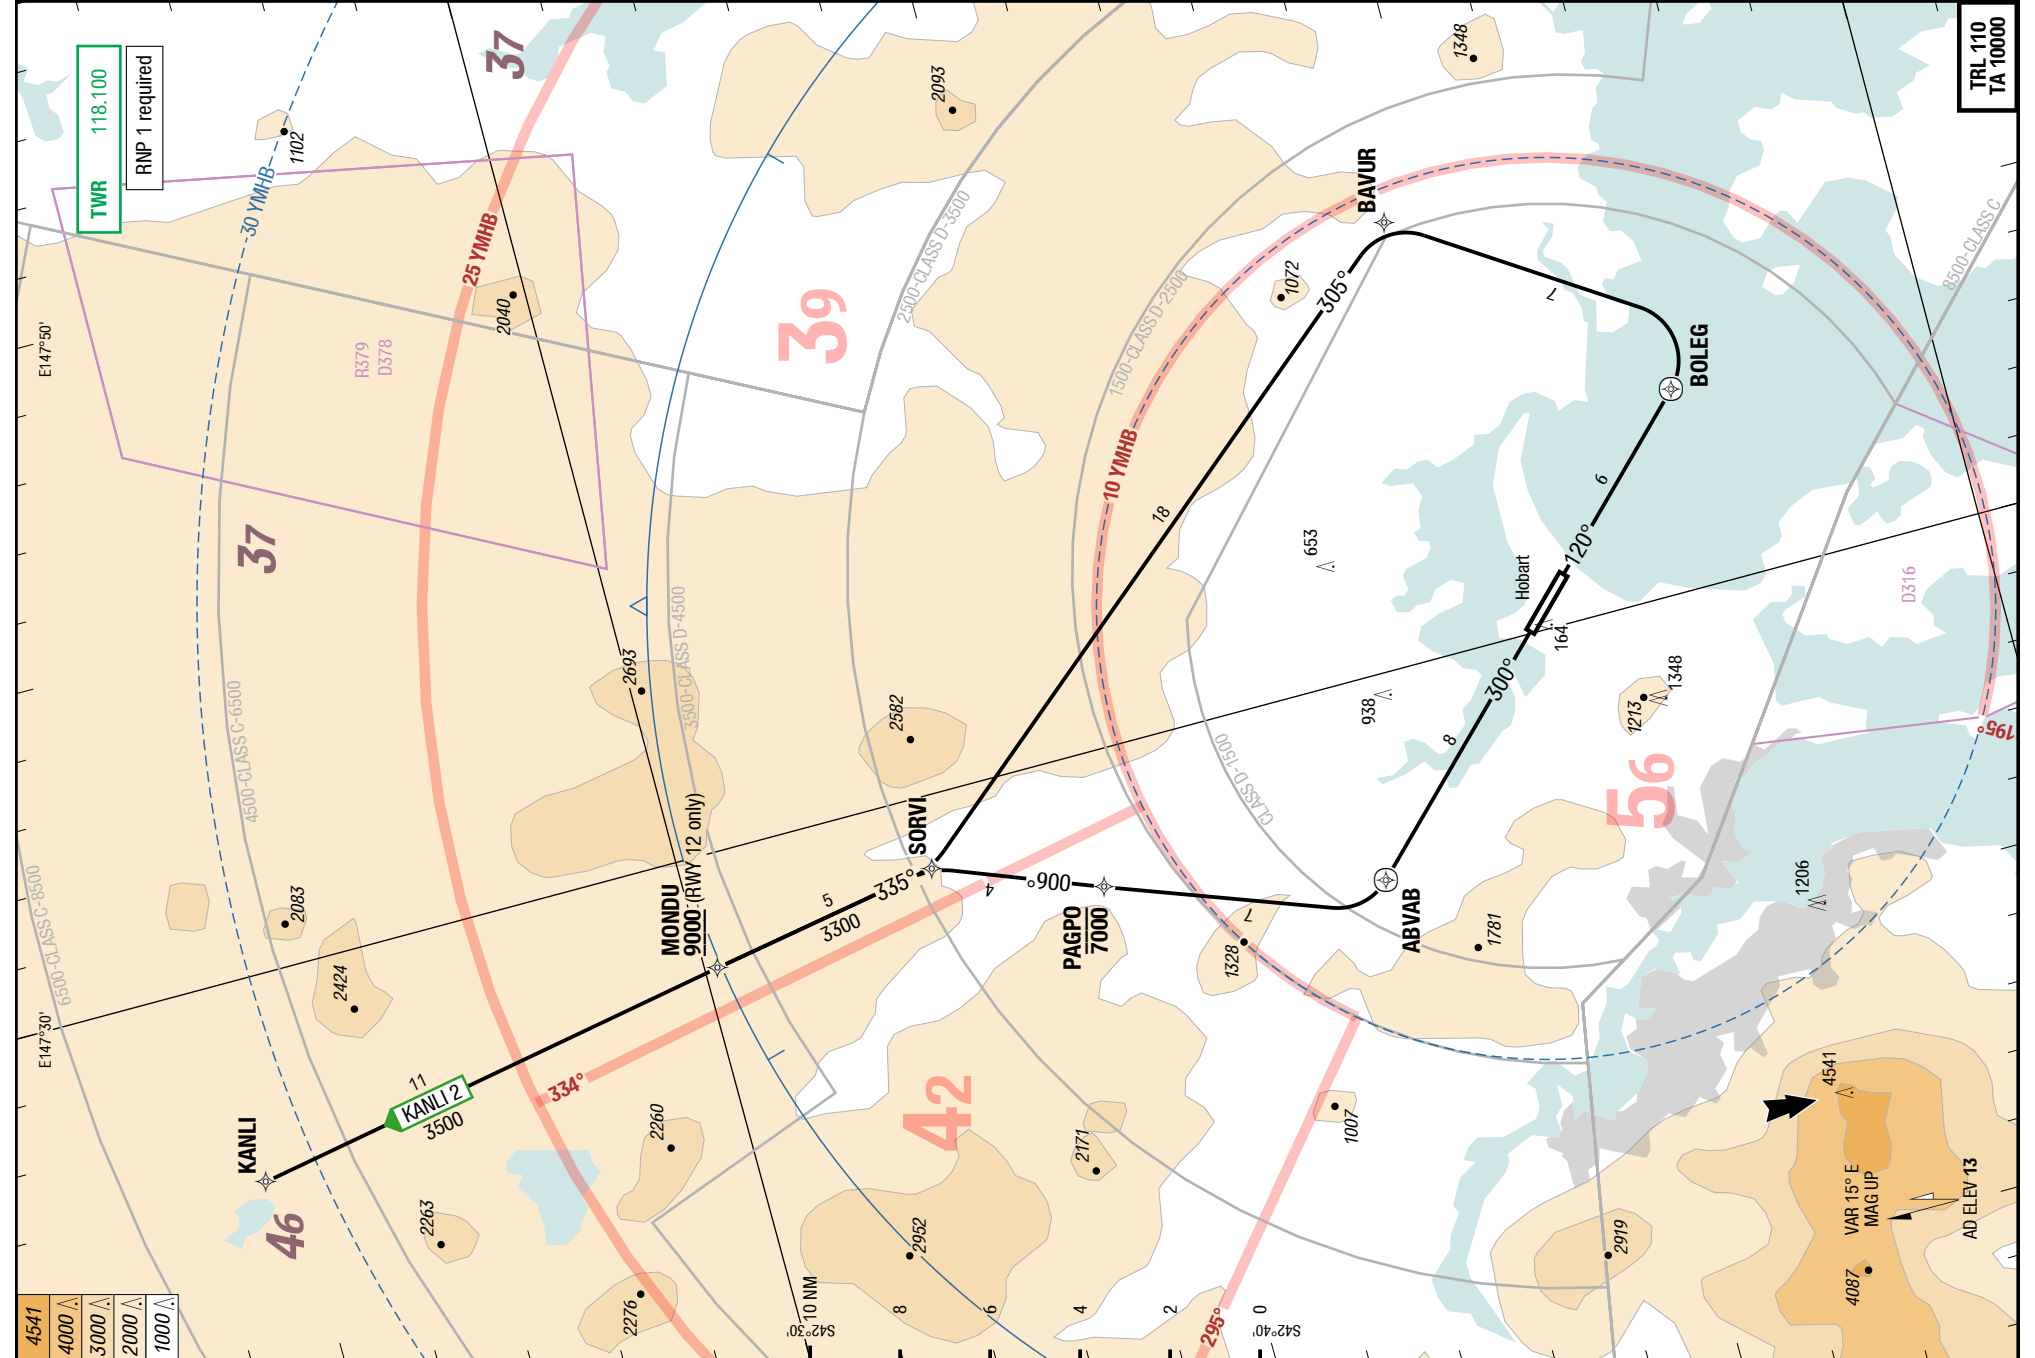 TWR 118.100
RNP 1 required
TRL 110
TA 10000
37
37
39
42
46
56
30 YMHB
25 YMHB
10 YMHB
E147°50'
E147°30'
R379
D378
D316
1102
2040
2093
1348
1072
2693
2582
2083
2424
2263
2260
2276
2952
2171
1328
1007
1781
2919
4087
4541
1206
1213
1348
164
938
653
2500-CLASS D-3500
1500-CLASS D-2500
3500-CLASS D-4500
4500-CLASS C-6500
6500-CLASS C-8500
8500-CLASS C
CLASS D-1500
BAVUR
BOLEG
ABVAB
Hobart
SORVI
PAGPO
7000
MONDU
9000 (RWY 12 only)
KANLI
KANLI 2
11
3500
5
3300
335°
006°
4
7
8
300°
120°
6
7
305°
18
334°
295°
195°
S42°30'
S42°40'
10 NM
8
6
4
2
0
VAR 15° E
MAG UP
AD ELEV 13
4541
4000
3000
2000
1000